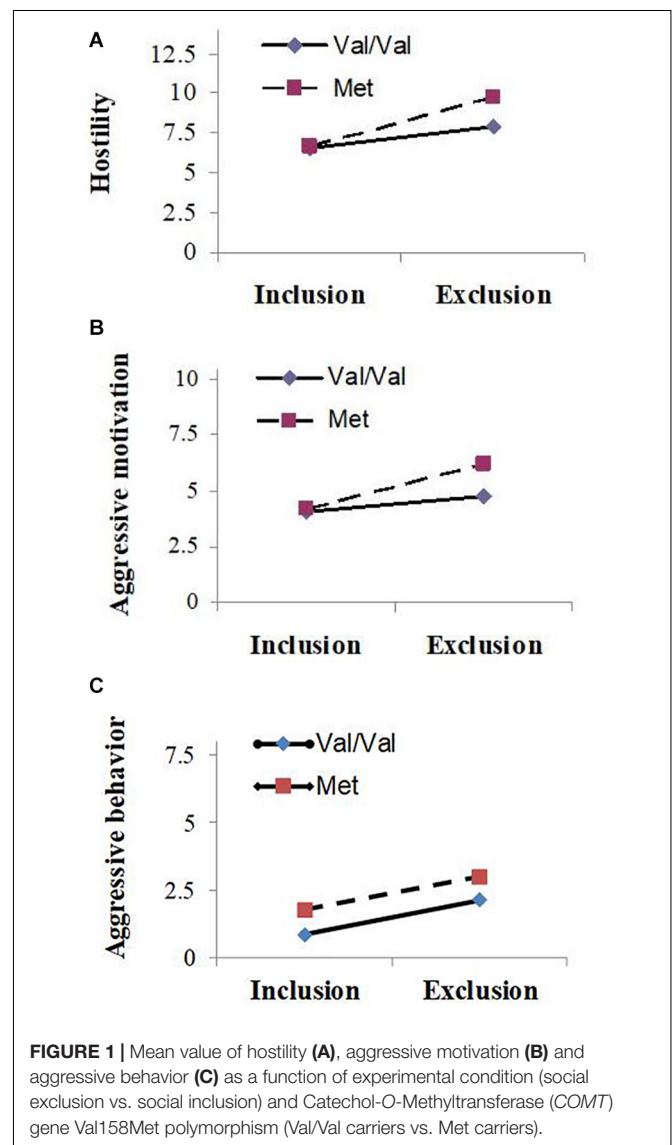 A
Val/Val
Met
Hostility
12.5
10
7.5
5
2.5
0
Inclusion Exclusion
B
Val/Val
Met
Aggressive motivation
10
7.5
5
2.5
0
Inclusion Exclusion
C
Val/Val
Met
Aggressive behavior
7.5
5
2.5
0
Inclusion Exclusion
FIGURE 1 | Mean value of hostility (A), aggressive motivation (B) and
aggressive behavior (C) as a function of experimental condition (social
exclusion vs. social inclusion) and Catechol-O-Methyltransferase (COMT)
gene Val158Met polymorphism (Val/Val carriers vs. Met carriers).